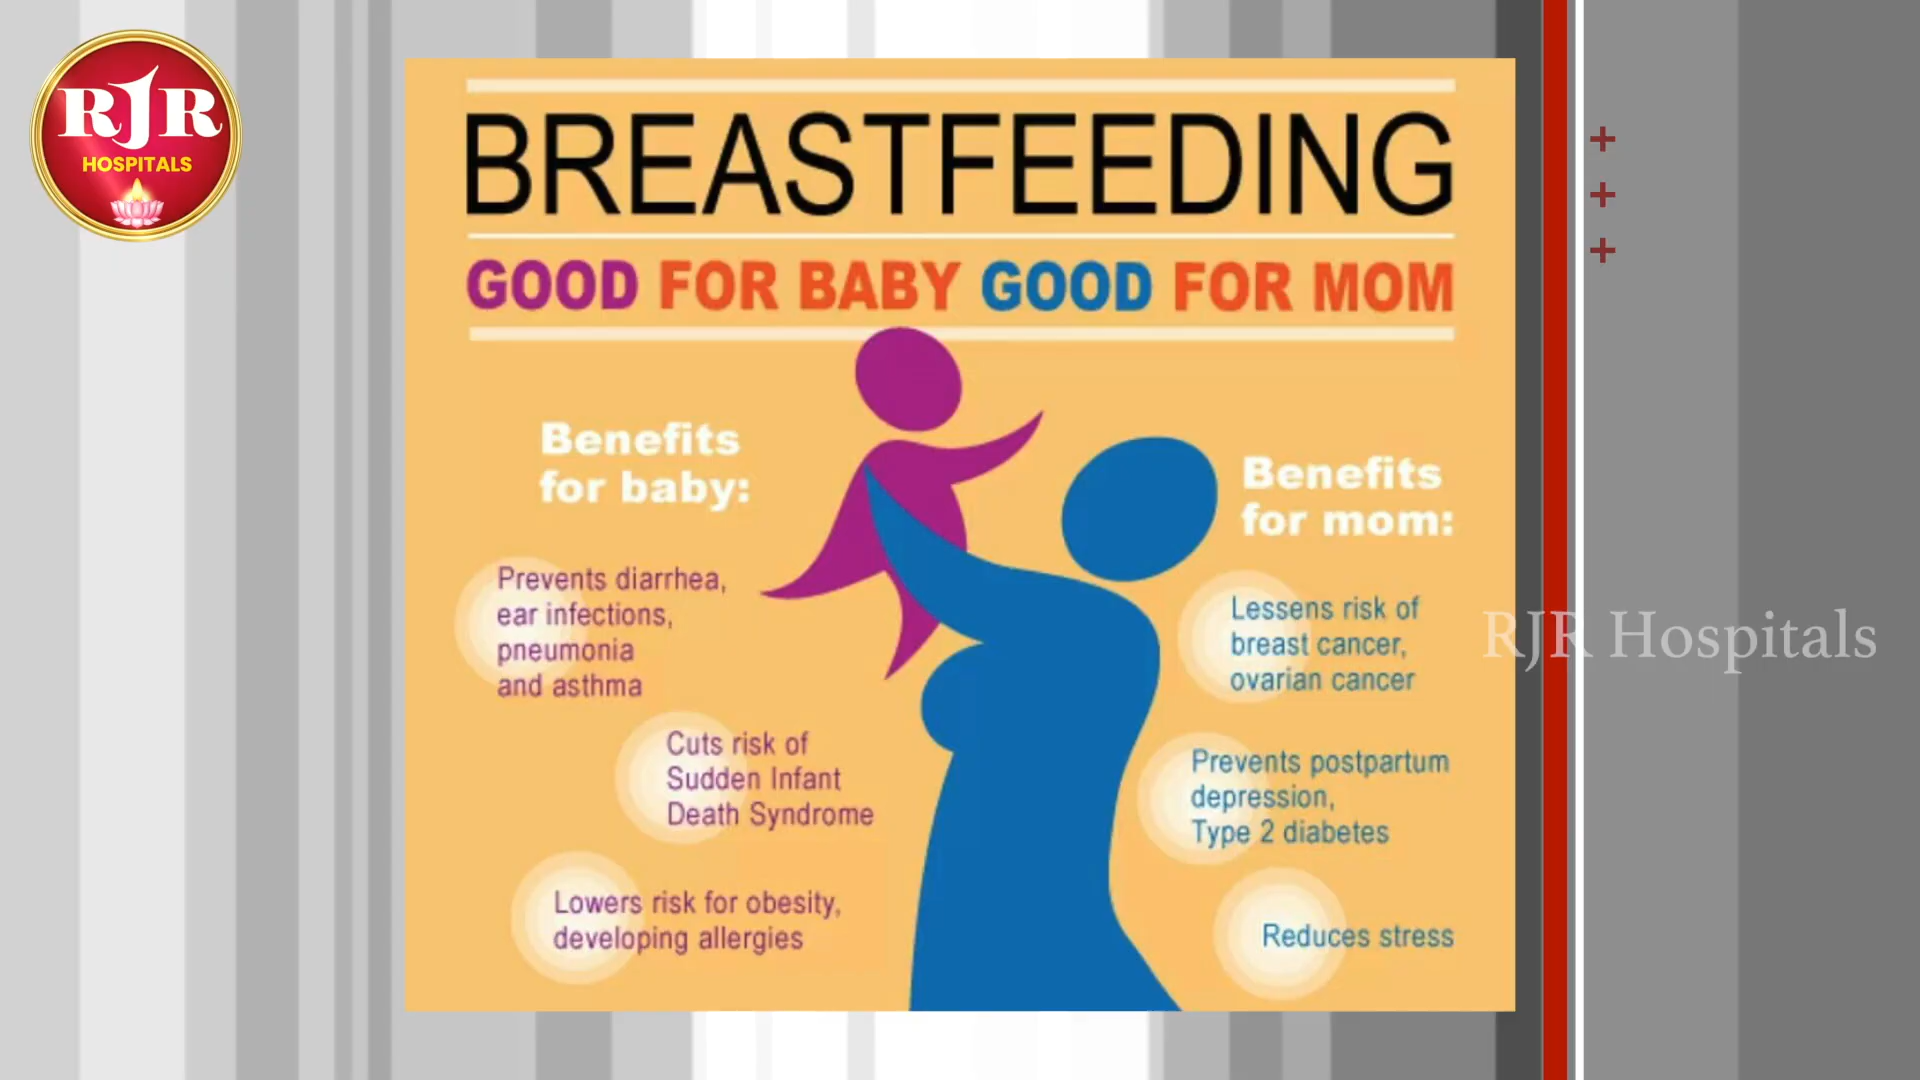 RJR
HOSPITALS
BREASTFEEDING
GOOD FOR BABY GOOD FOR MOM
Benefits
for baby:
Prevents diarrhea,
ear infections,
pneumonia
and asthma
Cuts risk of
Sudden Infant
Death Syndrome
Lowers risk for obesity,
developing allergies
Benefits
for mom:
Lessens risk of
breast cancer,
ovarian cancer
Prevents postpartum
depression,
Type 2 diabetes
Reduces stress
RJR Hospitals